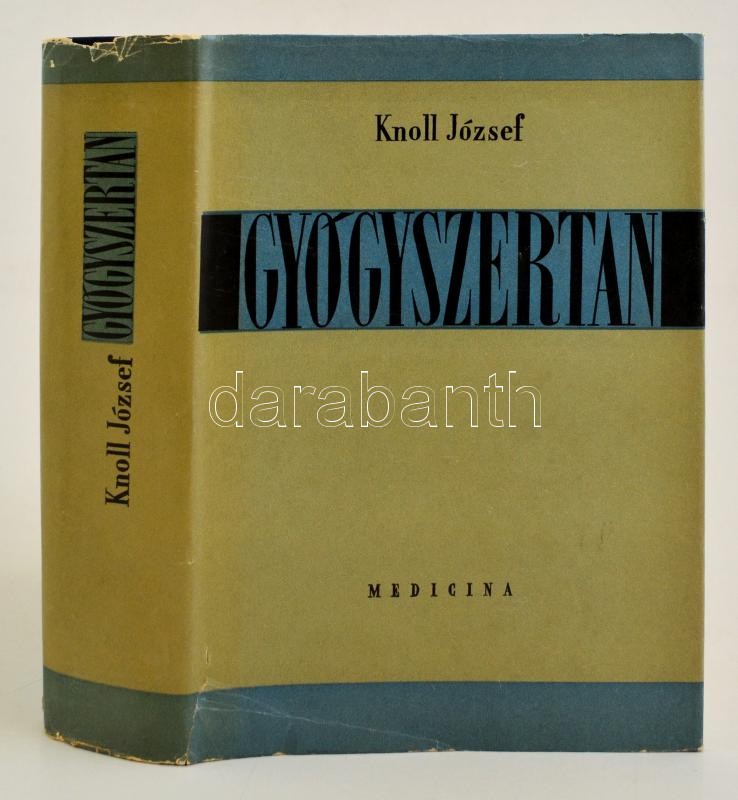 Knoll József
GYÓGYSZERTAN
MEDICINA
Knoll József GYÓGYSZERTAN
darabanth